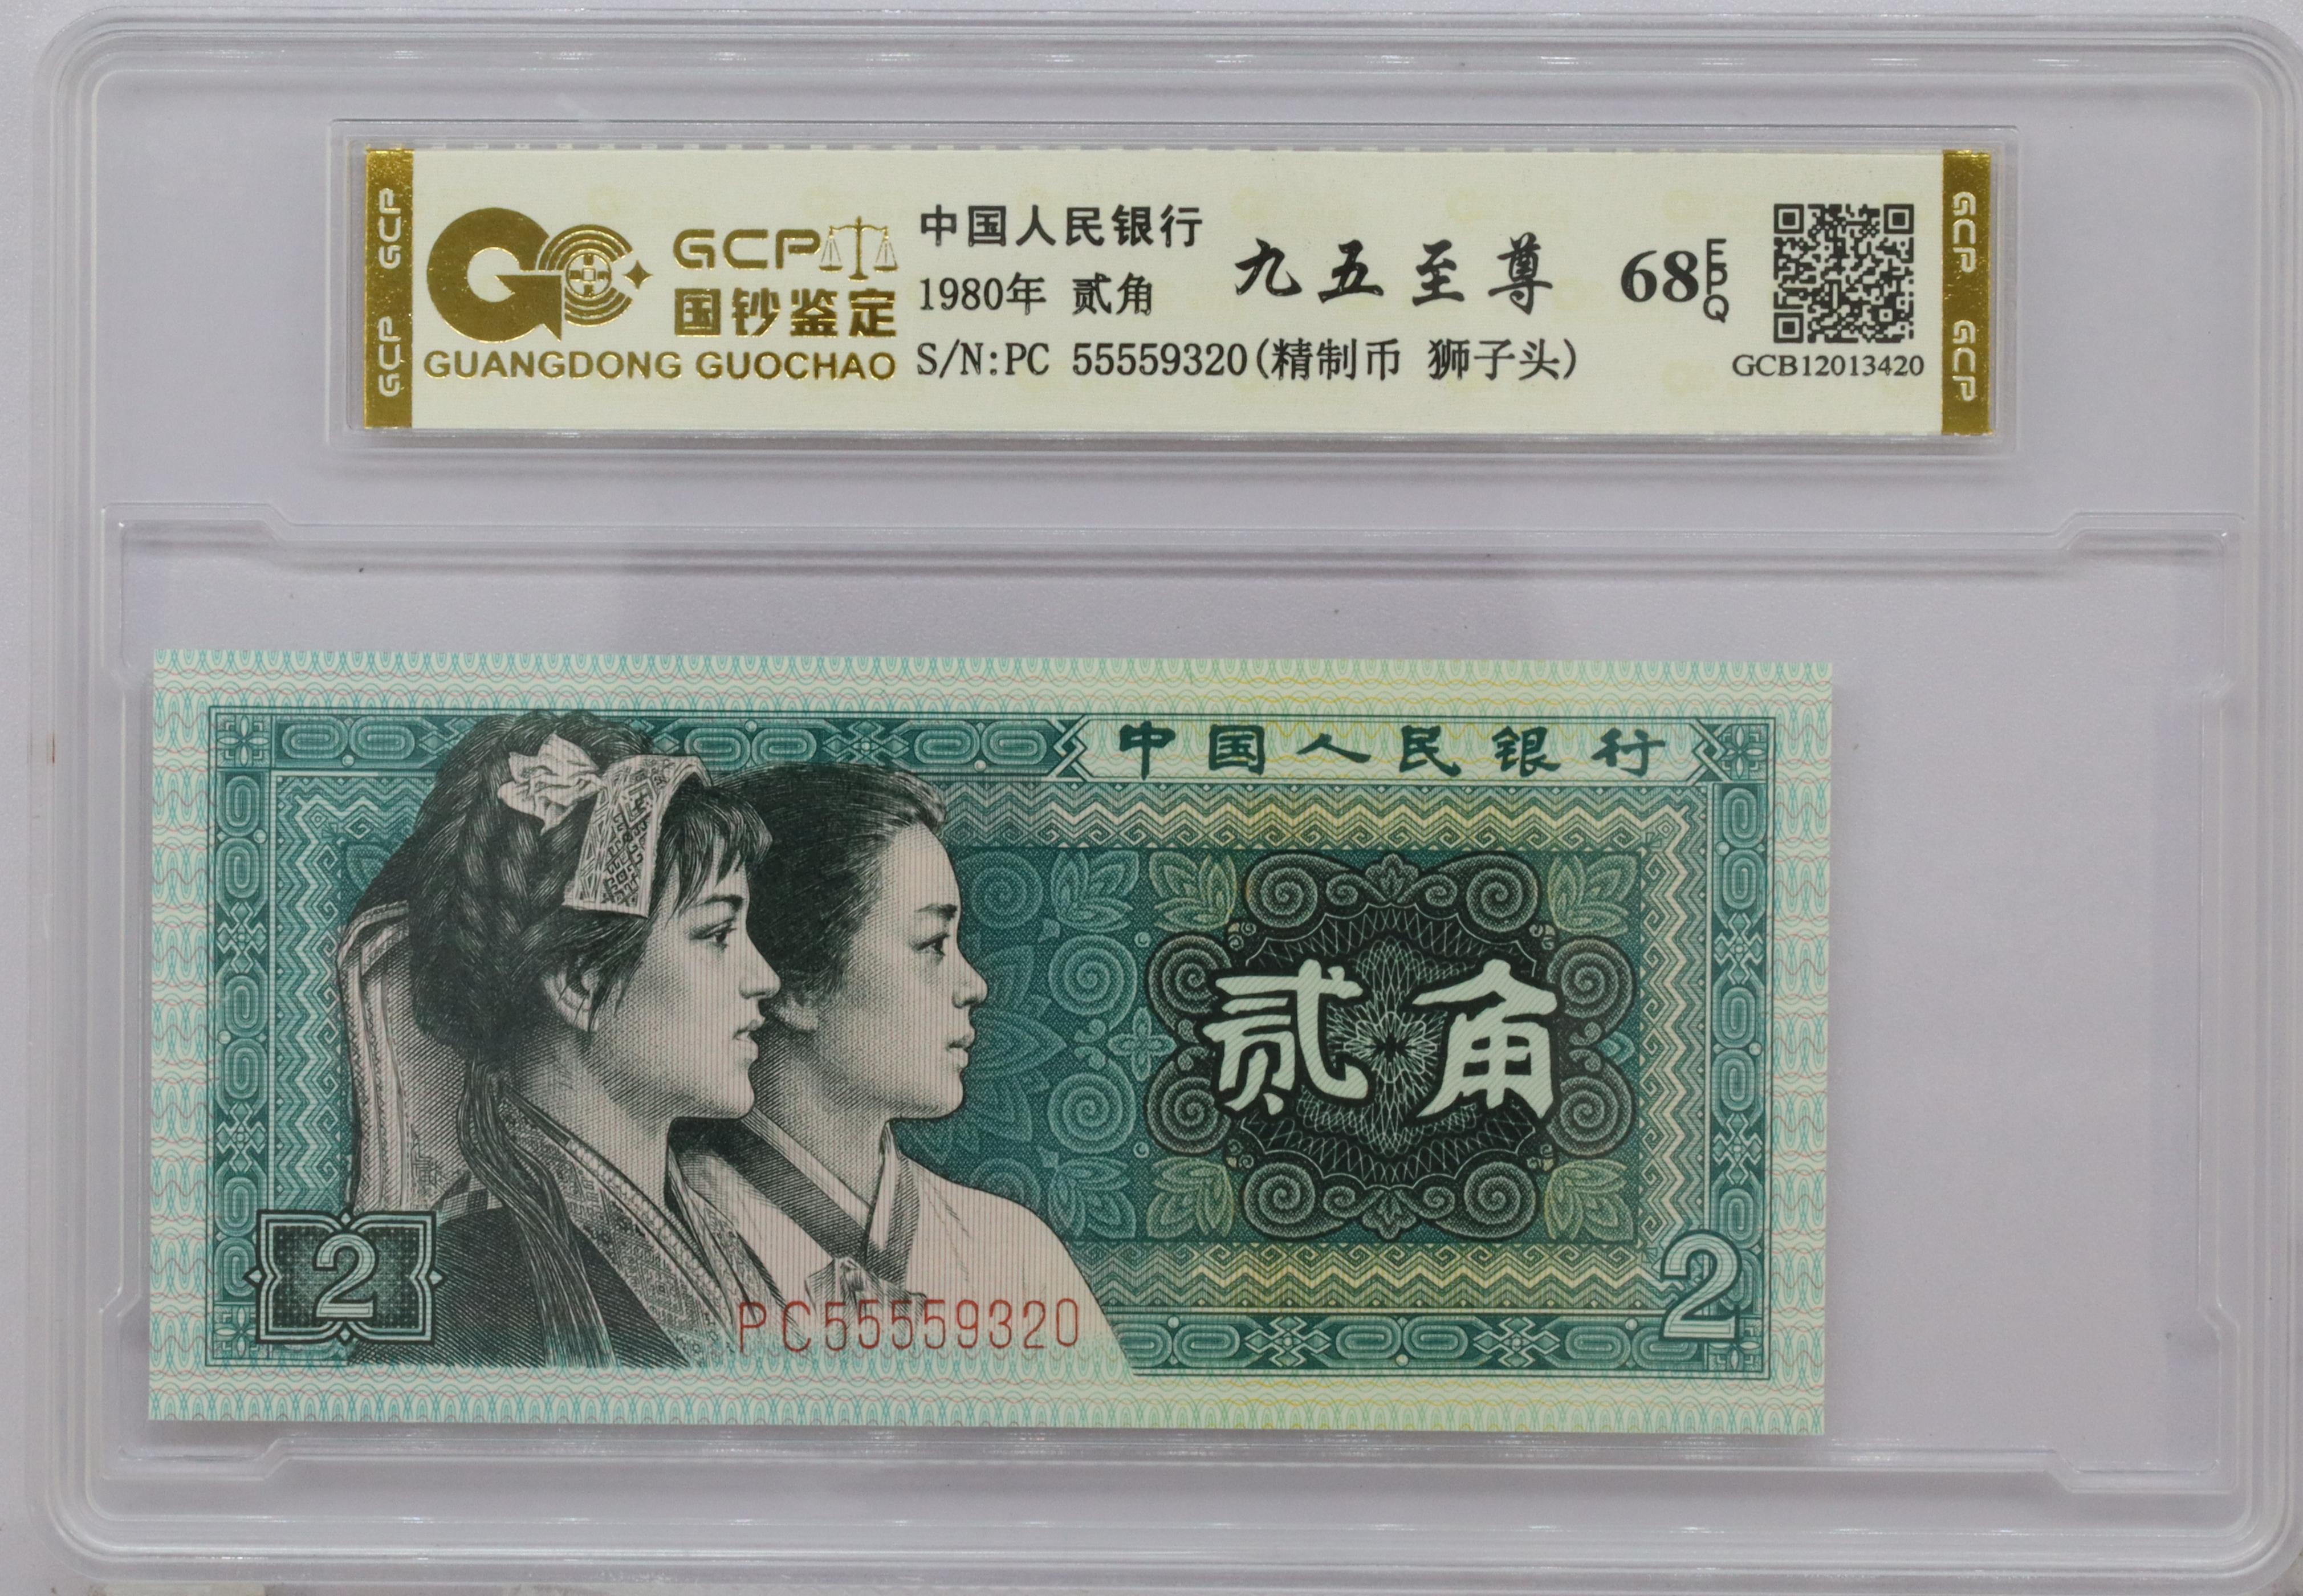 GCP GCP
GCP
国钞鉴定
GUANGDONG GUOCHAO
中国人民银行
1980年 贰角
S/N:PC 55559320(精制币 狮子头)
九五至尊
68 EPQ
GCB12013420
GCP GCP
中国人民银行
贰角
2
PC55559320
2